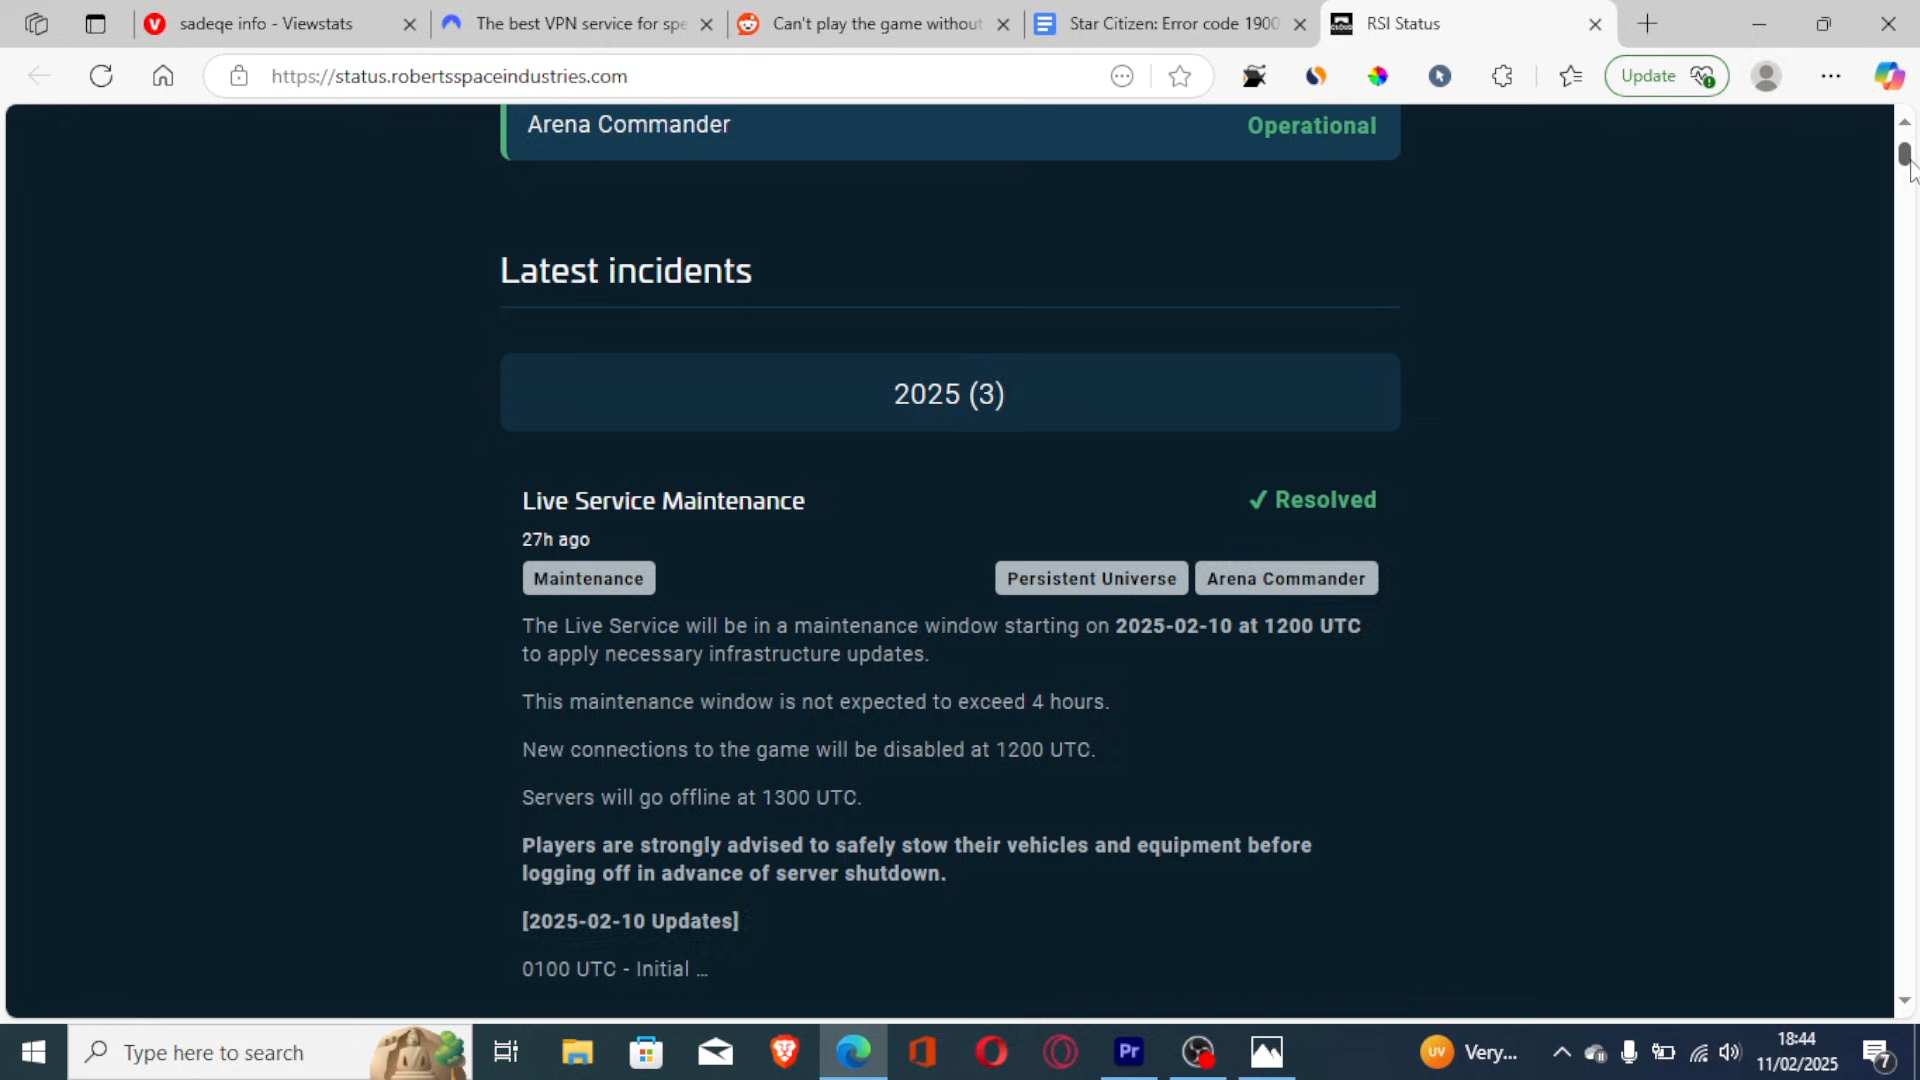 sadeqe info - Viewstats
The best VPN service for spe
Can't play the game without
Star Citizen: Error code 1900
RSI Status
https://status.robertsspaceindustries.com
Update
Arena Commander
Operational
Latest incidents
2025 (3)
Live Service Maintenance
✓ Resolved
27h ago
Maintenance
Persistent Universe
Arena Commander
The Live Service will be in a maintenance window starting on 2025-02-10 at 1200 UTC
to apply necessary infrastructure updates.
This maintenance window is not expected to exceed 4 hours.
New connections to the game will be disabled at 1200 UTC.
Servers will go offline at 1300 UTC.
Players are strongly advised to safely stow their vehicles and equipment before
logging off in advance of server shutdown.
[2025-02-10 Updates]
0100 UTC - Initial ...
Type here to search
Pr
UV
Very...
18:44
11/02/2025
7